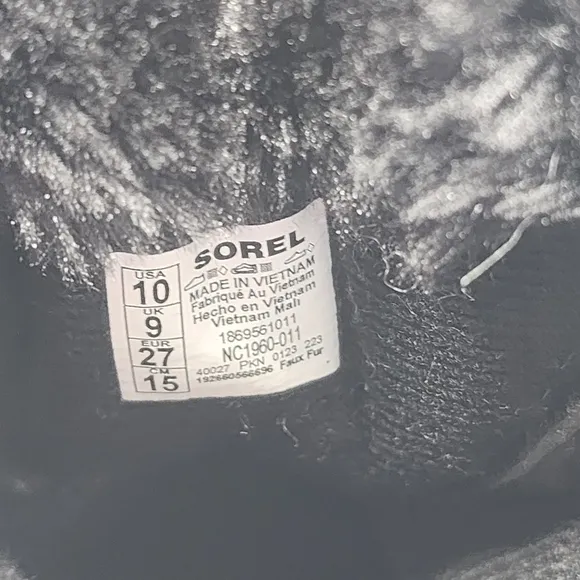 SOREL
USA
10
UK
9
EUR
27
CM
15
MADE IN VIETNAM
Fabriqué Au Vietnam
Hecho en Vietnam
Vietnam Mali
1869561011
NC1960-011
40027 PKN 0123 223
192660566696 Faux Fur